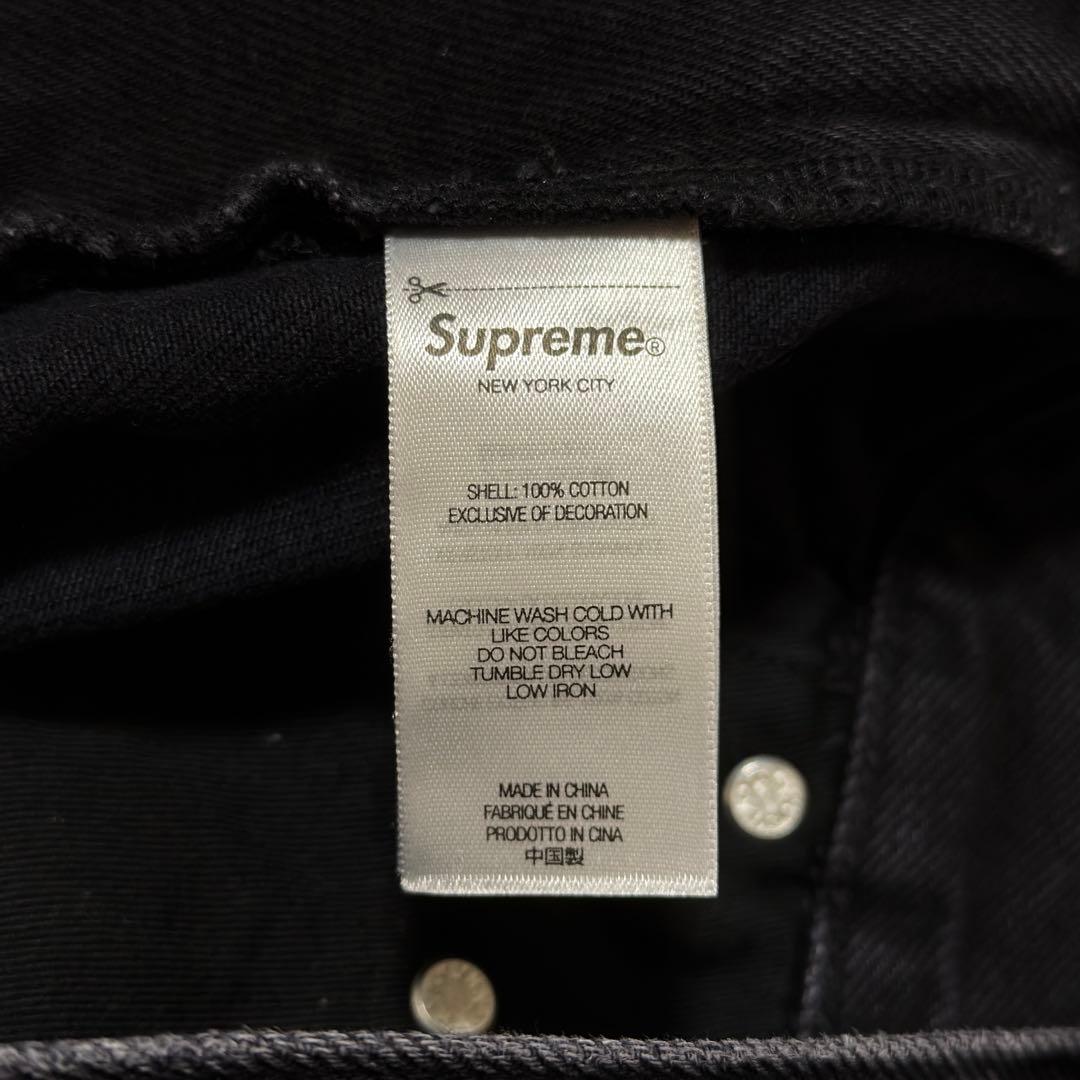 Supreme®
NEW YORK CITY
SHELL: 100% COTTON
EXCLUSIVE OF DECORATION
MACHINE WASH COLD WITH
LIKE COLORS
DO NOT BLEACH
TUMBLE DRY LOW
LOW IRON
MADE IN CHINA
FABRIQUÉ EN CHINE
PRODOTTO IN CINA
中国製